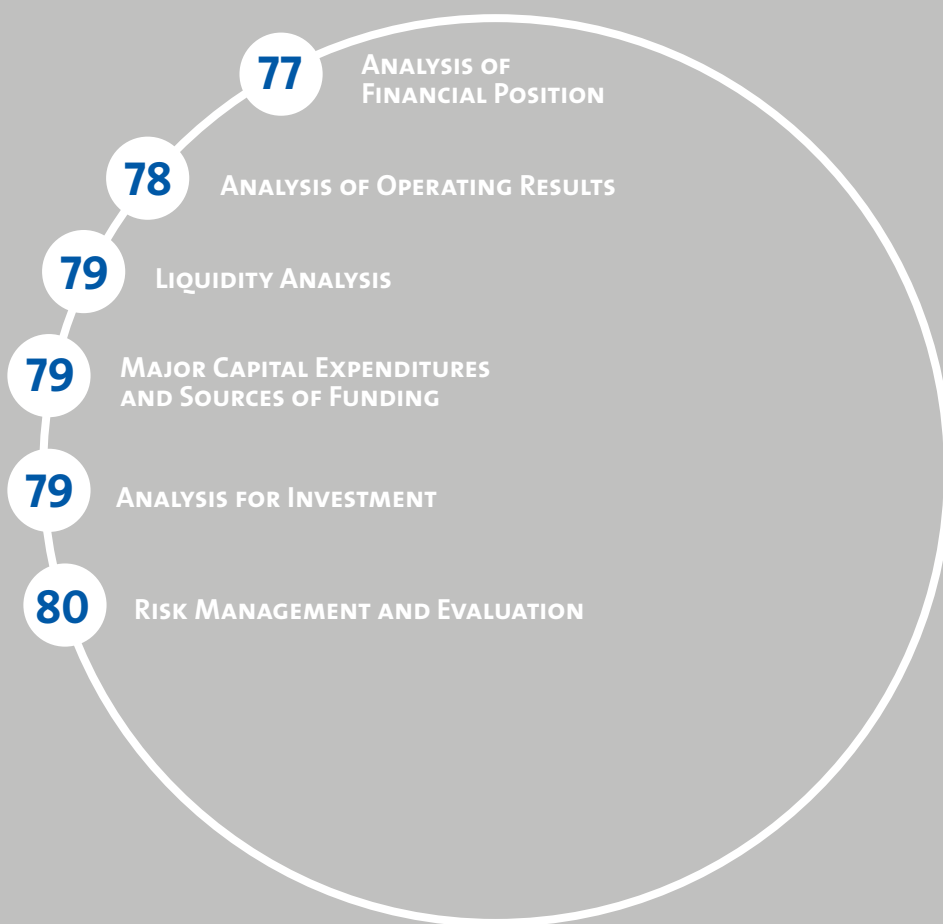 77
Analysis of
Financial Position
78
Analysis of Operating Results
79
Liquidity Analysis
79
Major Capital Expenditures
and Sources of Funding
79
Analysis for Investment
80
Risk Management and Evaluation